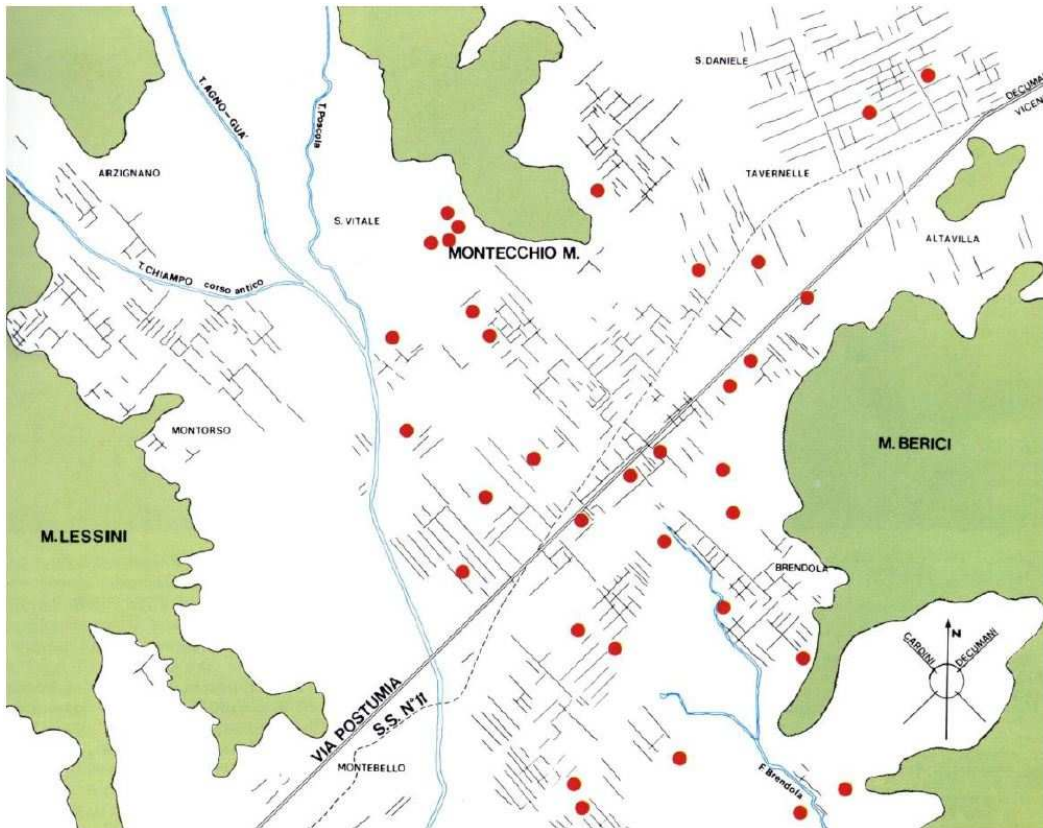 S. DANIELE
DECUMANI
VICEN
T. AGNO-GUA'
T. Poscola
ARZIGNANO
TAVERNELLE
S. VITALE
ALTAVILLA
MONTECCHIO M.
T. CHIAMPO corso antico
MONTORSO
M. BERICI
M. LESSINI
BRENDOLA
N
CARDINI
DECUMANI
VIA POSTUMIA
S.S. N°11
MONTEBELLO
F. Brendola